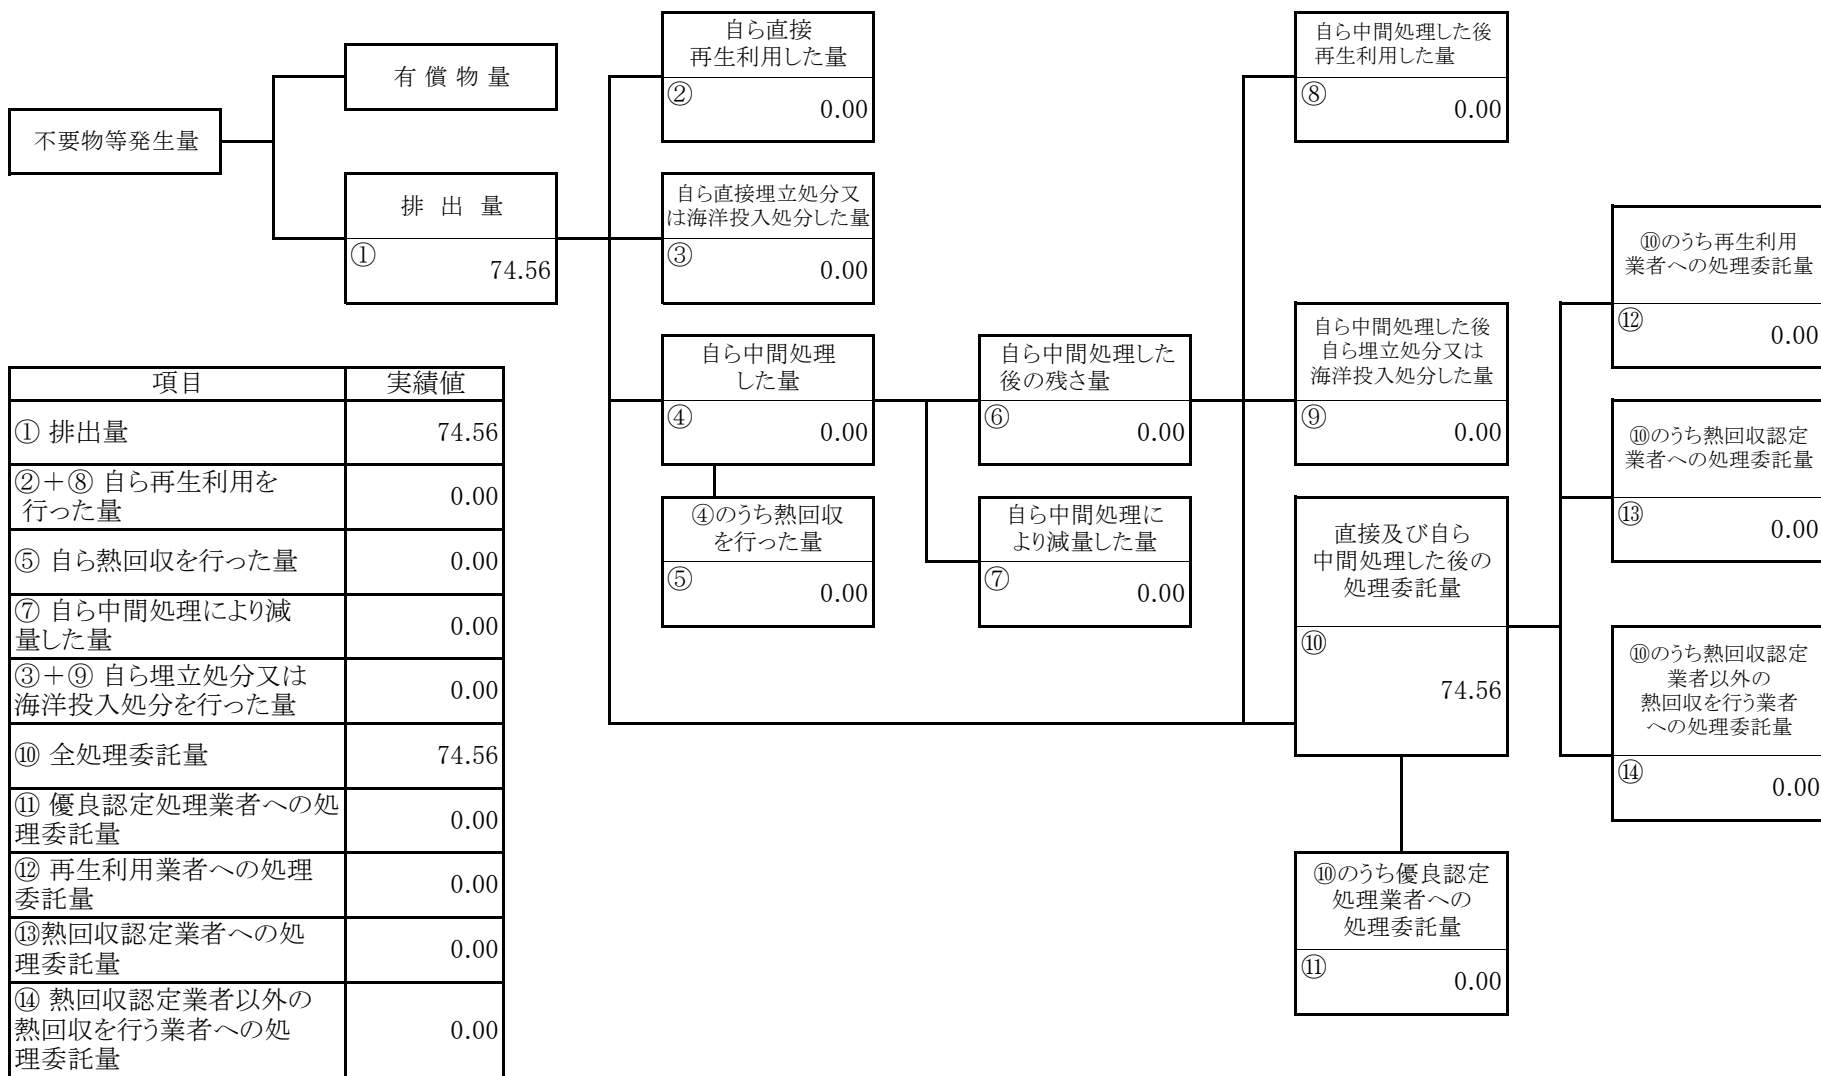 不要物等発生量
有 償 物 量
排 出 量
①
74.56
自ら直接
再生利用した量
②
0.00
自ら直接埋立処分又
は海洋投入処分した量
③
0.00
自ら中間処理
した量
④
0.00
④のうち熱回収
を行った量
⑤
0.00
自ら中間処理した
後の残さ量
⑥
0.00
自ら中間処理に
より減量した量
⑦
0.00
自ら中間処理した後
再生利用した量
⑧
0.00
自ら中間処理した後
自ら埋立処分又は
海洋投入処分した量
⑨
0.00
直接及び自ら
中間処理した後の
処理委託量
⑩
74.56
⑩のうち優良認定
処理業者への
処理委託量
⑪
0.00
⑩のうち再生利用
業者への処理委託量
⑫
0.00
⑩のうち熱回収認定
業者への処理委託量
⑬
0.00
⑩のうち熱回収認定
業者以外の
熱回収を行う業者
への処理委託量
⑭
0.00
項目 実績値
① 排出量 74.56
②+⑧ 自ら再生利用を
行った量
0.00
⑤ 自ら熱回収を行った量 0.00
⑦ 自ら中間処理により減
量した量
0.00
③+⑨ 自ら埋立処分又は
海洋投入処分を行った量
0.00
⑩ 全処理委託量 74.56
⑪ 優良認定処理業者への処
理委託量
0.00
⑫ 再生利用業者への処理
委託量
0.00
⑬熱回収認定業者への処
理委託量
0.00
⑭ 熱回収認定業者以外の
熱回収を行う業者への処
理委託量
0.00